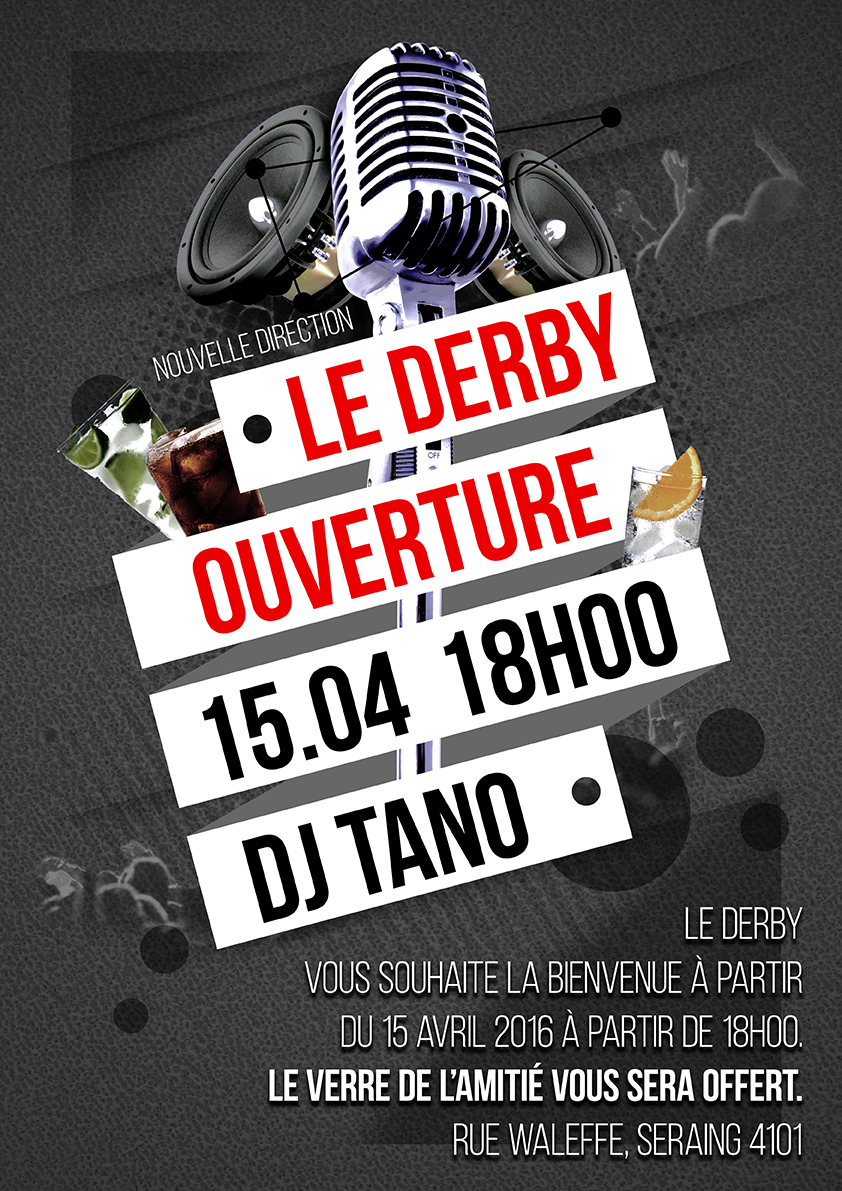 NOUVELLE DIRECTION
LE DERBY
OFF
OUVERTURE
15.04 18H00
DJ TANO
LE DERBY
VOUS SOUHAITE LA BIENVENUE À PARTIR
DU 15 AVRIL 2016 À PARTIR DE 18H00.
LE VERRE DE L'AMITIÉ VOUS SERA OFFERT.
RUE WALEFFE, SERAING 4101